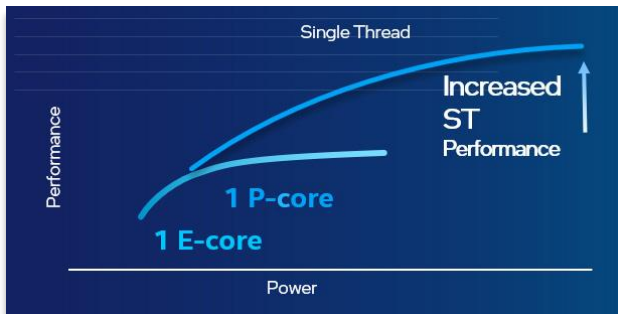 Single Thread
Increased
ST
Performance
Performance
1 P-core
1 E-core
Power